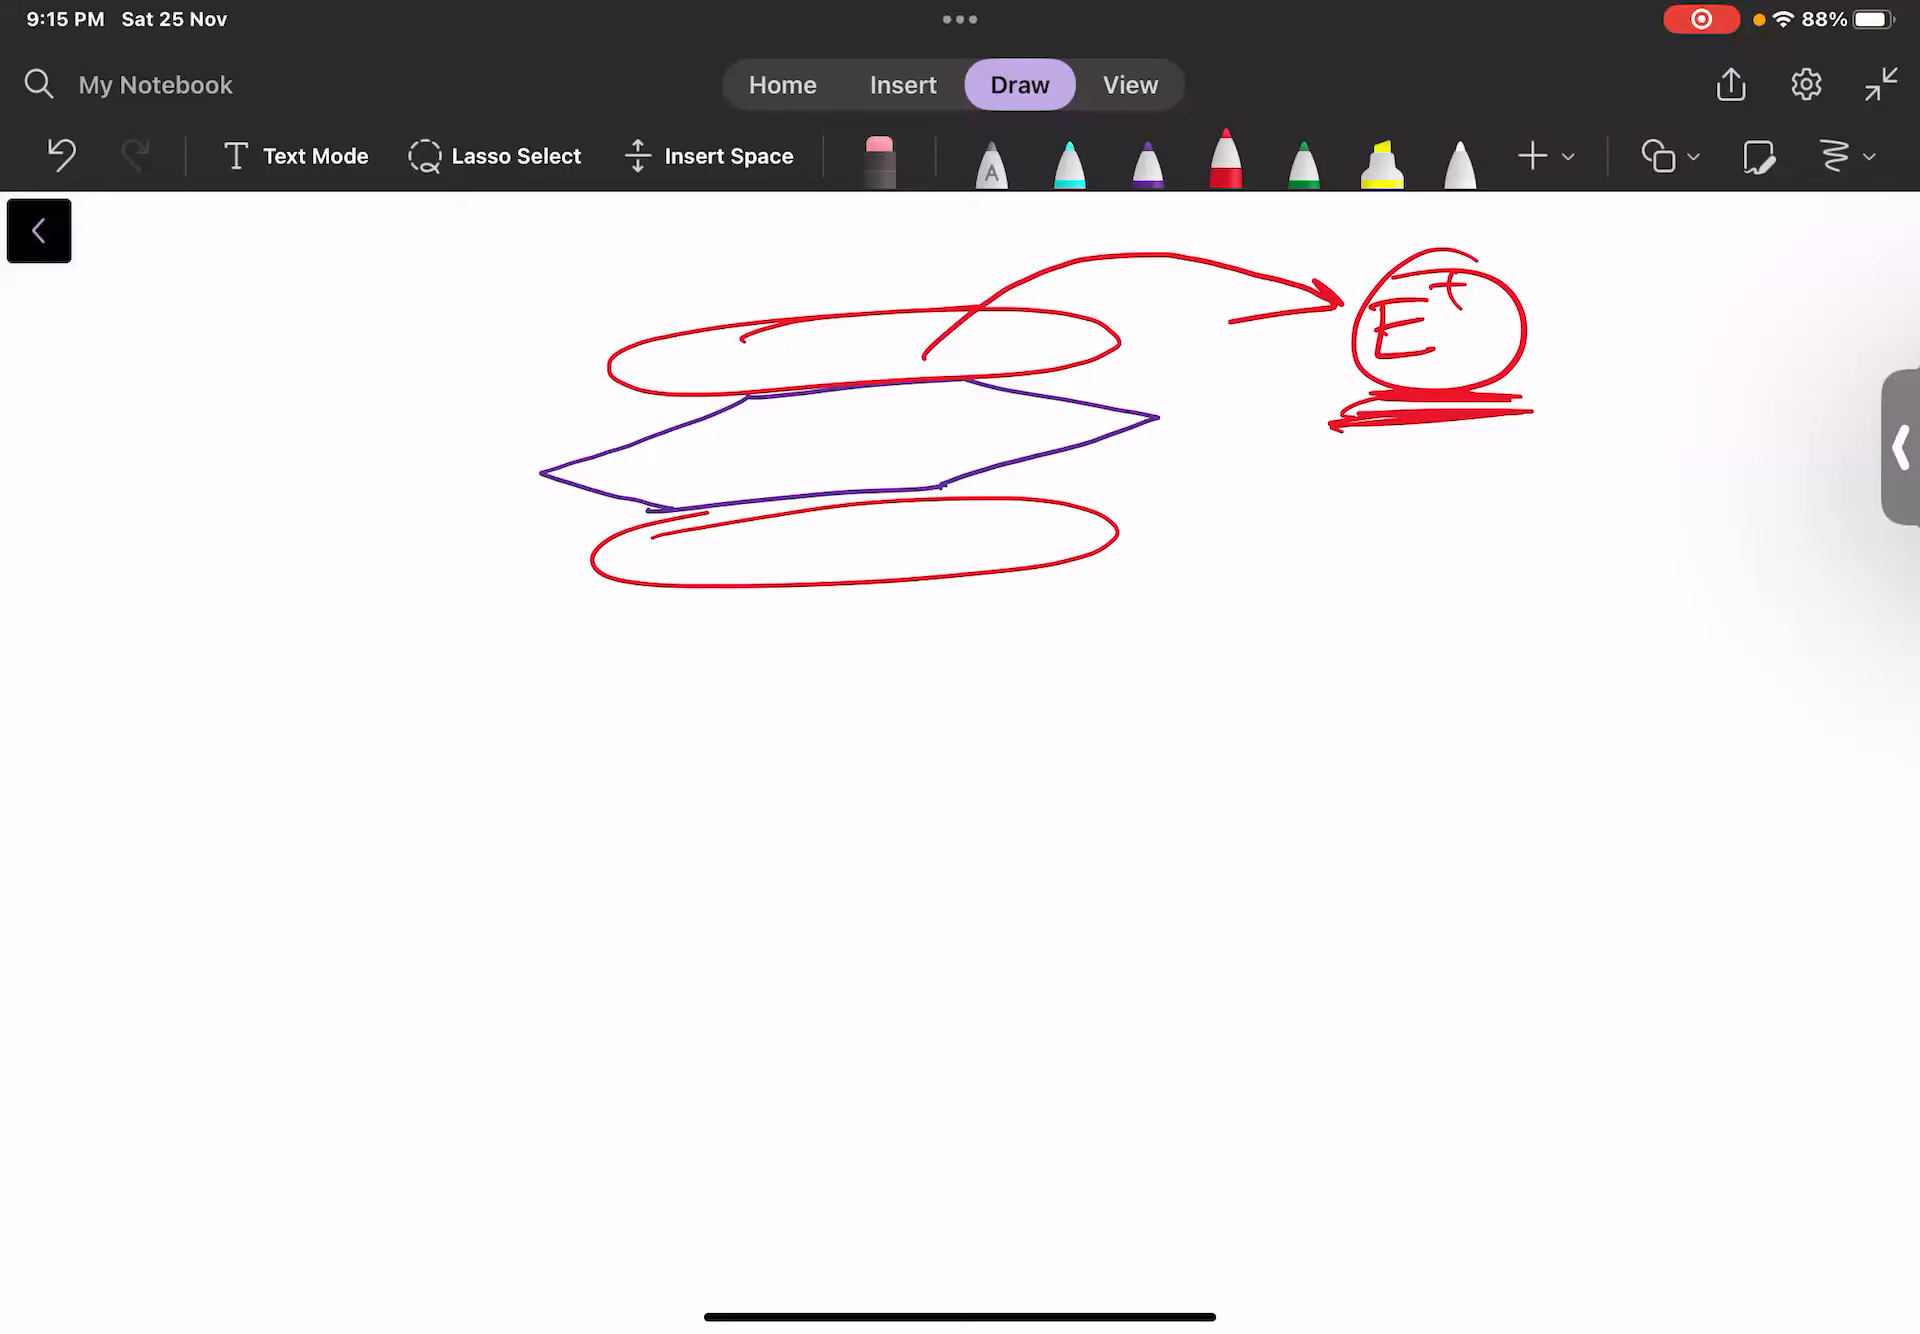 9:15 PM Sat 25 Nov 88%
My Notebook Home Insert Draw View
Text Mode Lasso Select Insert Space A
E+